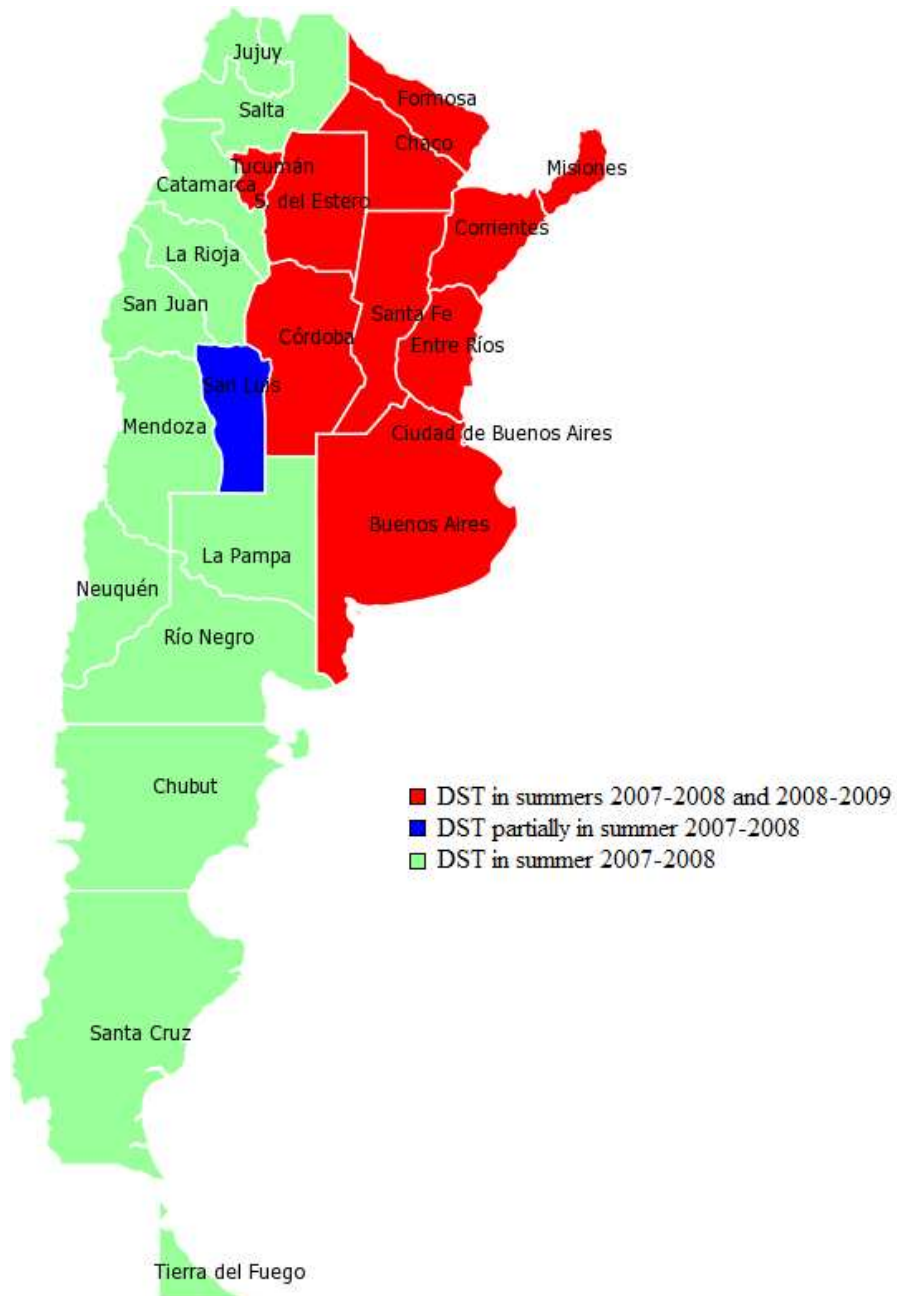 Jujuy
Formosa
Salta
Chaco
Tucumán
Misiones
Catamarca
S. del Estero
Corrientes
La Rioja
San Juan
Santa Fe
Córdoba
Entre Ríos
San Luis
Mendoza
Ciudad de Buenos Aires
Buenos Aires
La Pampa
Neuquén
Río Negro
Chubut
DST in summers 2007-2008 and 2008-2009
DST partially in summer 2007-2008
DST in summer 2007-2008
Santa Cruz
Tierra del Fuego